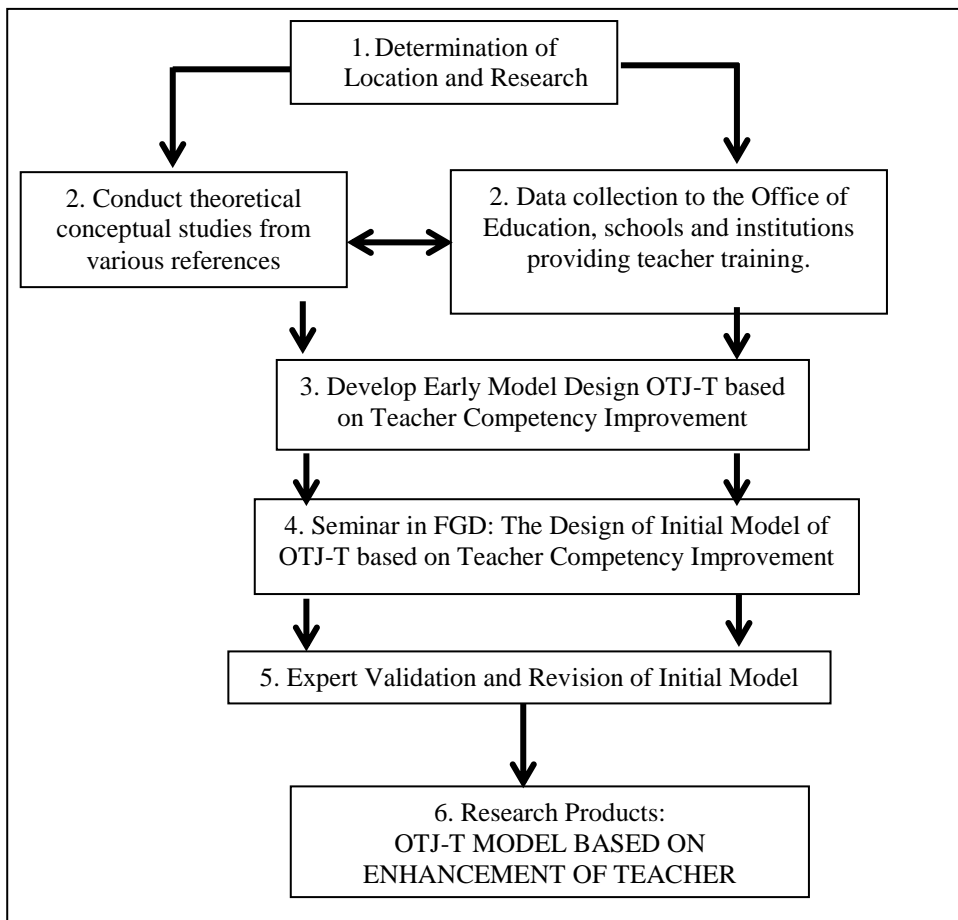 1. Determination of
Location and Research
2. Conduct theoretical
conceptual studies from
various references
2. Data collection to the Office of
Education, schools and institutions
providing teacher training.
3. Develop Early Model Design OTJ-T based
on Teacher Competency Improvement
4. Seminar in FGD: The Design of Initial Model of
OTJ-T based on Teacher Competency Improvement
5. Expert Validation and Revision of Initial Model
6. Research Products:
OTJ-T MODEL BASED ON
ENHANCEMENT OF TEACHER